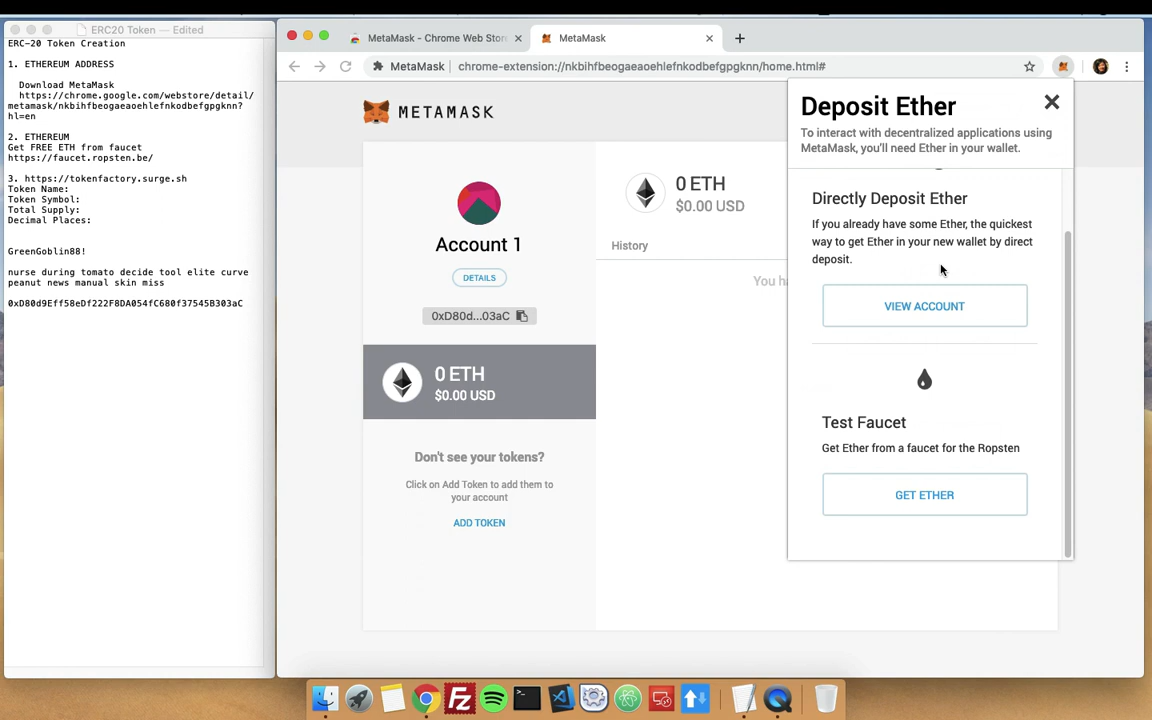 ERC20 Token — Edited
ERC-20 Token Creation
1. ETHEREUM ADDRESS
Download MetaMask
https://chrome.google.com/webstore/detail/
metamask/nkbihfbeogaeaoehlefnkodbefgpgknn?
hl=en
2. ETHEREUM
Get FREE ETH from faucet
https://faucet.ropsten.be/
3. https://tokenfactory.surge.sh
Token Name:
Token Symbol:
Total Supply:
Decimal Places:
GreenGoblin88!
nurse during tomato decide tool elite curve
peanut news manual skin miss
0xD80d9Eff58eDf222F8DA054fC680f37545B303aC
MetaMask - Chrome Web Stor
MetaMask
MetaMask
chrome-extension://nkbihfbeogaeaoehlefnkodbefgpgknn/home.html#
METAMASK
Account 1
DETAILS
0xD80d...03aC
0 ETH
$0.00 USD
Don't see your tokens?
Click on Add Token to add them to
your account
ADD TOKEN
0 ETH
$0.00 USD
History
You ha
Deposit Ether
To interact with decentralized applications using
MetaMask, you'll need Ether in your wallet.
Directly Deposit Ether
If you already have some Ether, the quickest
way to get Ether in your new wallet by direct
deposit.
VIEW ACCOUNT
Test Faucet
Get Ether from a faucet for the Ropsten
GET ETHER